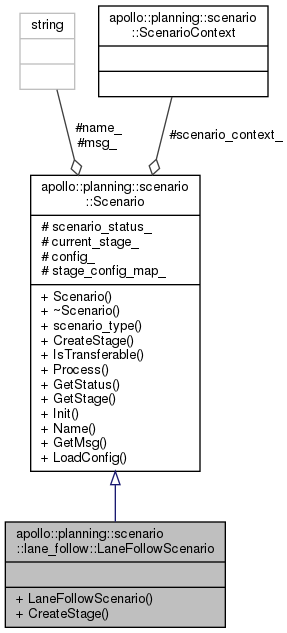 string
apollo::planning::scenario
::ScenarioContext
#name_
#msg_
#scenario_context_
apollo::planning::scenario
::Scenario
# scenario_status_
# current_stage_
# config_
# stage_config_map_
+ Scenario()
+ ~Scenario()
+ scenario_type()
+ CreateStage()
+ IsTransferable()
+ Process()
+ GetStatus()
+ GetStage()
+ Init()
+ Name()
+ GetMsg()
+ LoadConfig()
apollo::planning::scenario
::lane_follow::LaneFollowScenario
+ LaneFollowScenario()
+ CreateStage()